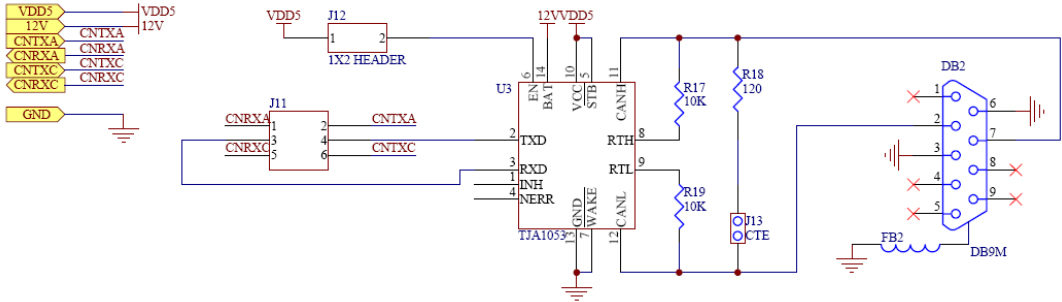 VDD5 VDD5
12V 12V
CNTXA CNTXA
CNRXA CNRXA
CNTXC CNTXC
CNRXC CNRXC
GND
VDD5 J12
1 2
1X2 HEADER
12V VDD5
6 14 10 5 11
U3
EN BAT VCC STB CANH
J11
CNRXA 1 2 CNTXA
3 4
CNRXC 5 6 CNTXC
2 TXD
3 RXD
1 INH
4 NERR
RTH 8
RTL 9
GND WAKE CANL
TJA1053
13 7 12
R17
10K
R18
120
R19
10K
J13
CTE
DB2
1
6
2
7
3
8
4
9
5
FB2
DB9M